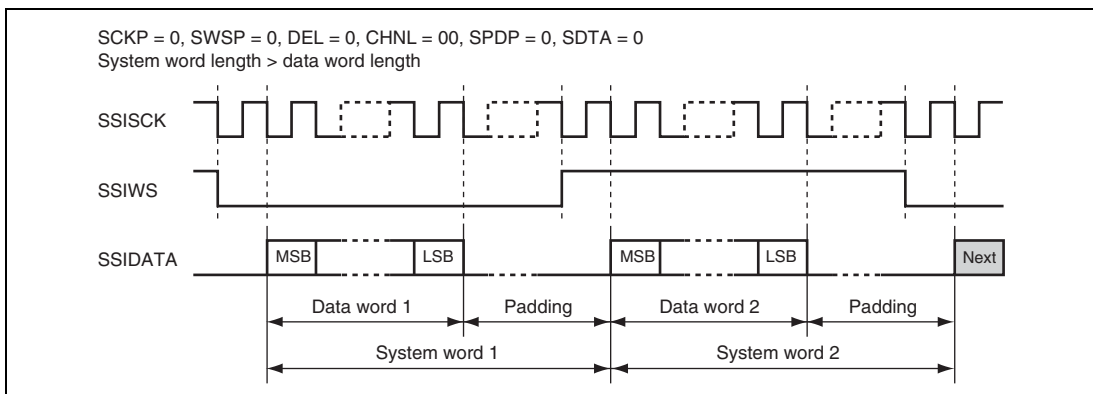 SCKP = 0, SWSP = 0, DEL = 0, CHNL = 00, SPDP = 0, SDTA = 0
System word length > data word length
SSISCK
SSIWS
SSIDATA MSB LSB MSB LSB Next
Data word 1 Padding Data word 2 Padding
System word 1 System word 2